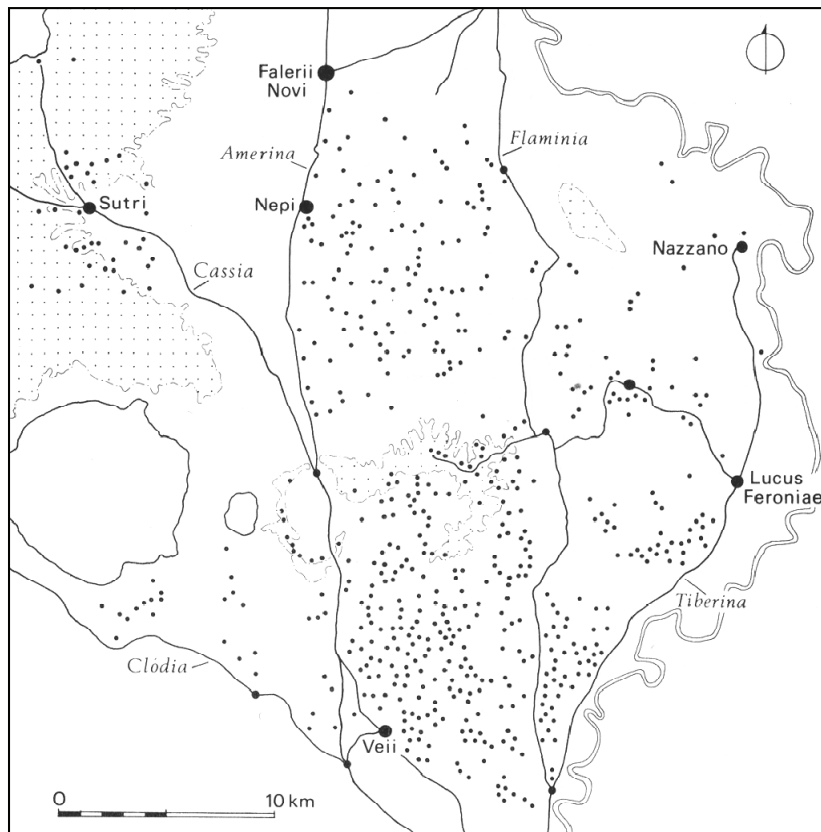 Falerii
Novi
Amerina
Flaminia
Sutri
Nepi
Nazzano
Cassia
Lucus
Feroniae
Tiberina
Clodia
Veii
0
10 km